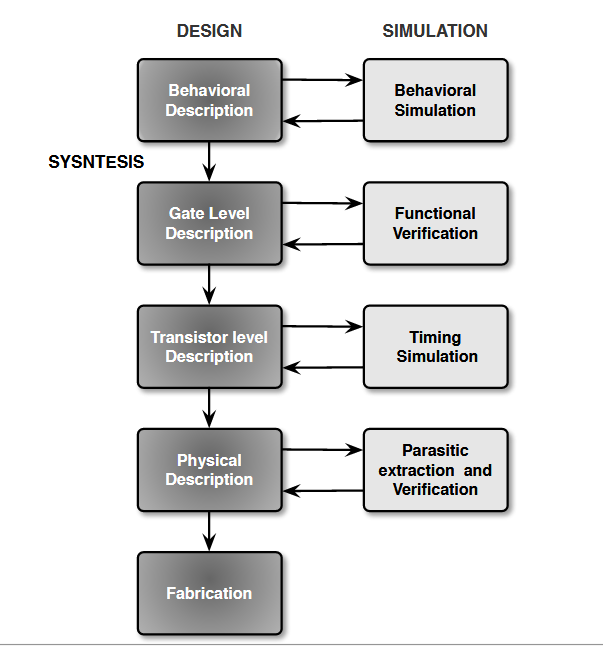 DESIGN SIMULATION
Behavioral
Description
Behavioral
Simulation
SYSNTESIS
Gate Level
Description
Functional
Verification
Transistor level
Description
Timing
Simulation
Physical
Description
Parasitic
extraction and
Verification
Fabrication